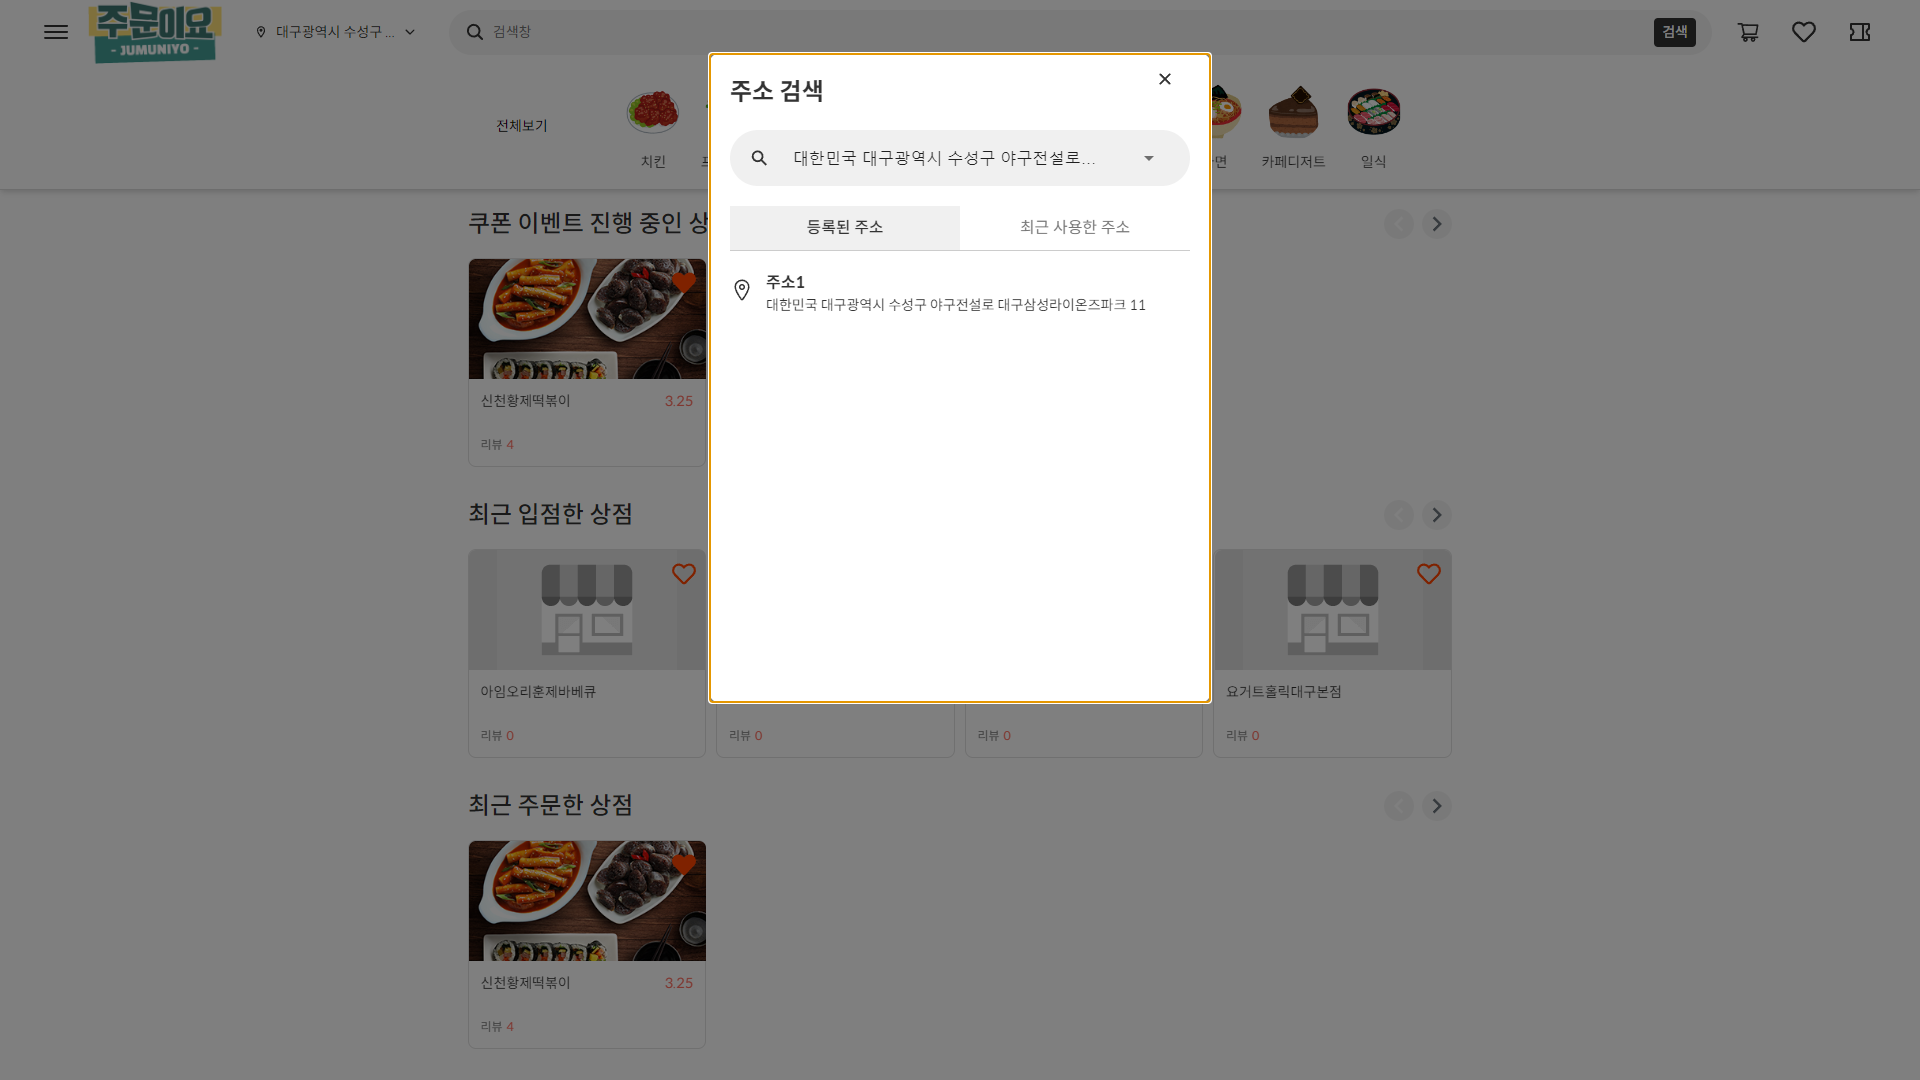 주문이요
- JUMUNIYO -
대구광역시 수성구 ...
검색창
검색
전체보기
치킨
카페디저트
일식
주소 검색
대한민국 대구광역시 수성구 야구전설로...
등록된 주소
최근 사용한 주소
주소1
대한민국 대구광역시 수성구 야구전설로 대구삼성라이온즈파크 11
쿠폰 이벤트 진행 중인 상
신천황제떡볶이
3.25
리뷰 4
최근 입점한 상점
아임오리훈제바베큐
요거트홀릭대구본점
리뷰 0
리뷰 0
리뷰 0
리뷰 0
최근 주문한 상점
신천황제떡볶이
3.25
리뷰 4